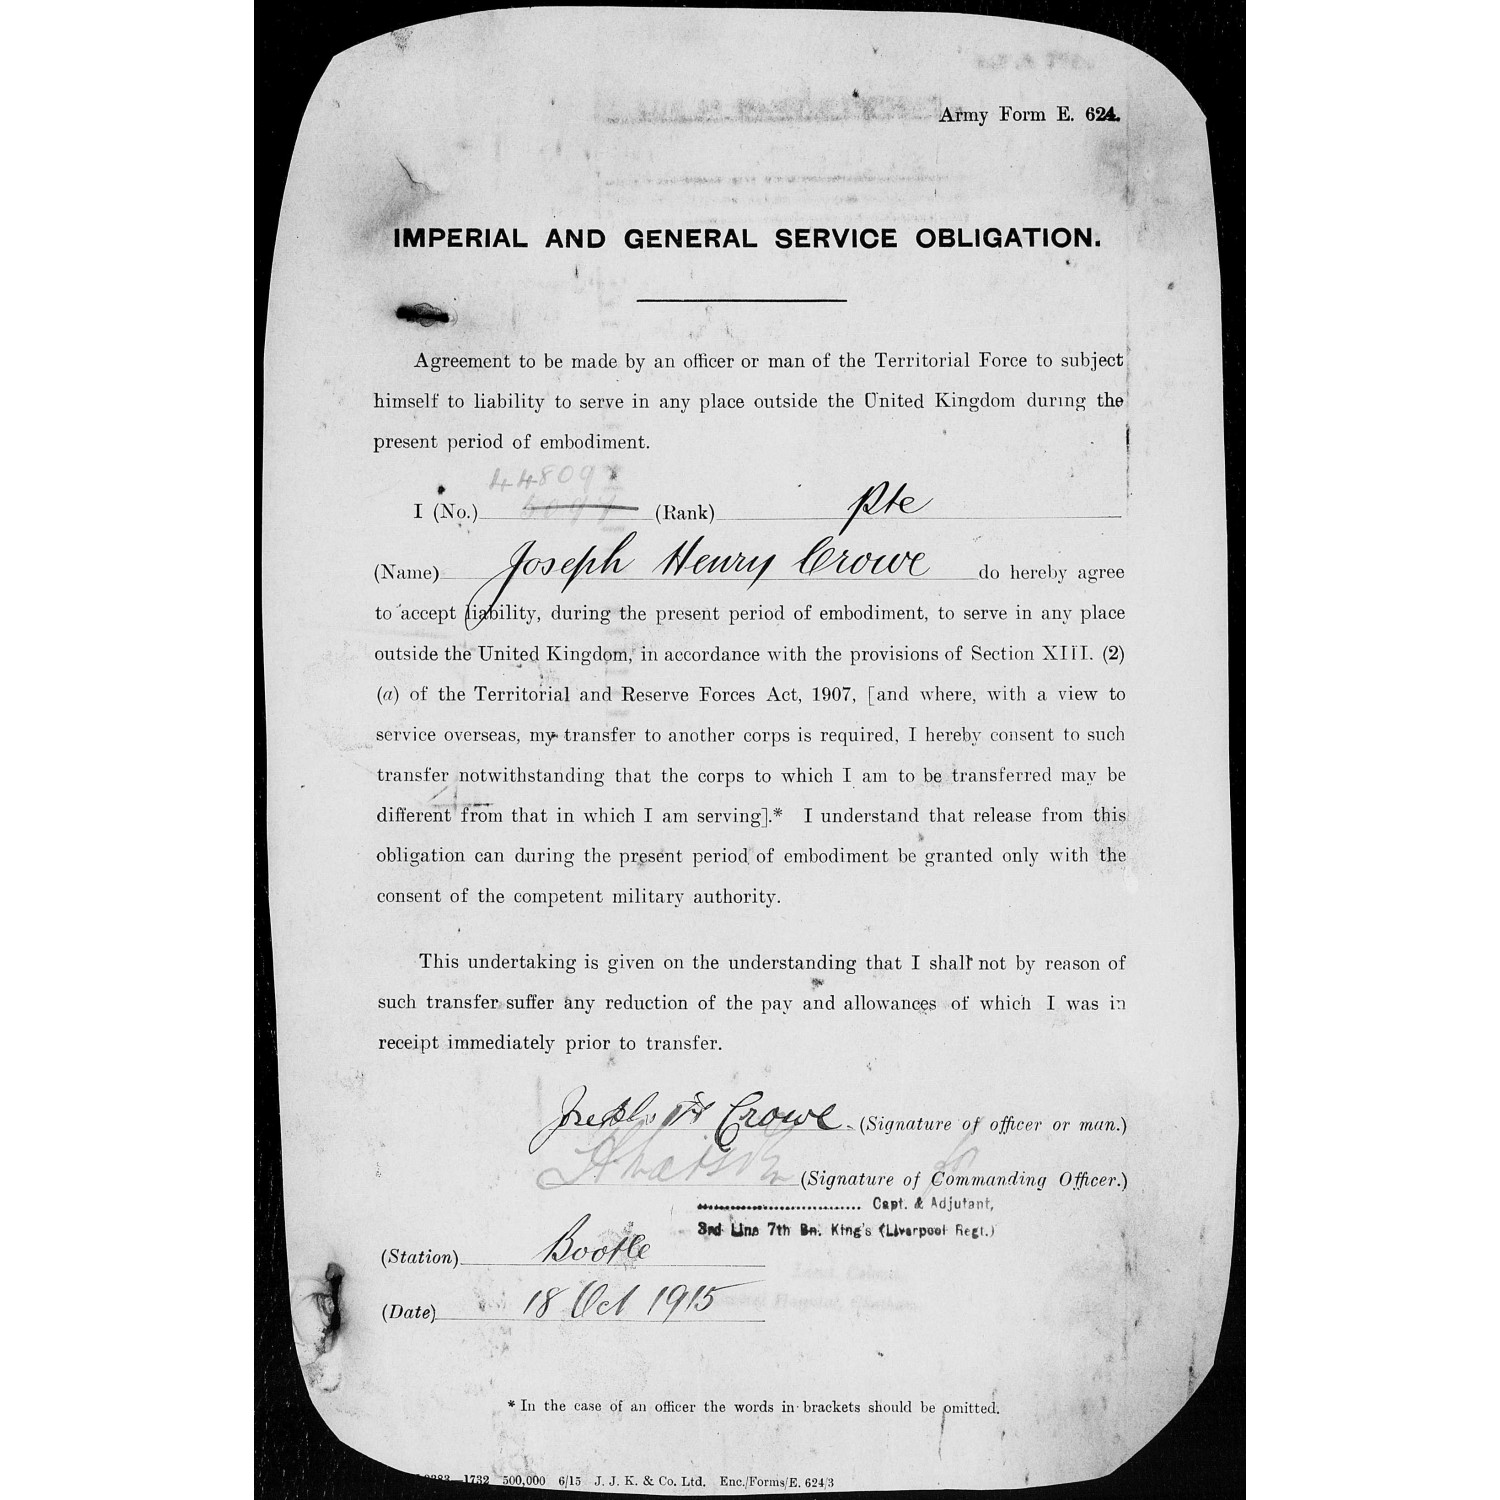 Army Form E. 624.
IMPERIAL AND GENERAL SERVICE OBLIGATION.
Agreement to be made by an officer or man of the Territorial Force to subject
himself to liability to serve in any place outside the United Kingdom during the
present period of embodiment.
I (No.) (Rank) Pte
(Name) Joseph Henry Crowe do hereby agree
to accept liability, during the present period of embodiment, to serve in any place
outside the United Kingdom, in accordance with the provisions of Section XIII. (2)
(a) of the Territorial and Reserve Forces Act, 1907, [and where, with a view to
service overseas, my transfer to another corps is required, I hereby consent to such
transfer notwithstanding that the corps to which I am to be transferred may be
different from that in which I am serving].* I understand that release from this
obligation can during the present period of embodiment be granted only with the
consent of the competent military authority.
This undertaking is given on the understanding that I shall not by reason of
such transfer suffer any reduction of the pay and allowances of which I was in
receipt immediately prior to transfer.
Joseph H Crowe (Signature of officer or man.)
for
(Signature of Commanding Officer.)
Capt. & Adjutant,
3rd Line 7th Bn. King's (Liverpool Regt.)
(Station) Bootle
(Date) 18 Oct 1915
* In the case of an officer the words in brackets should be omitted.
1732 500,000 6/15 J. J. K. & Co. Ltd. Enc./Forms/E. 624/3